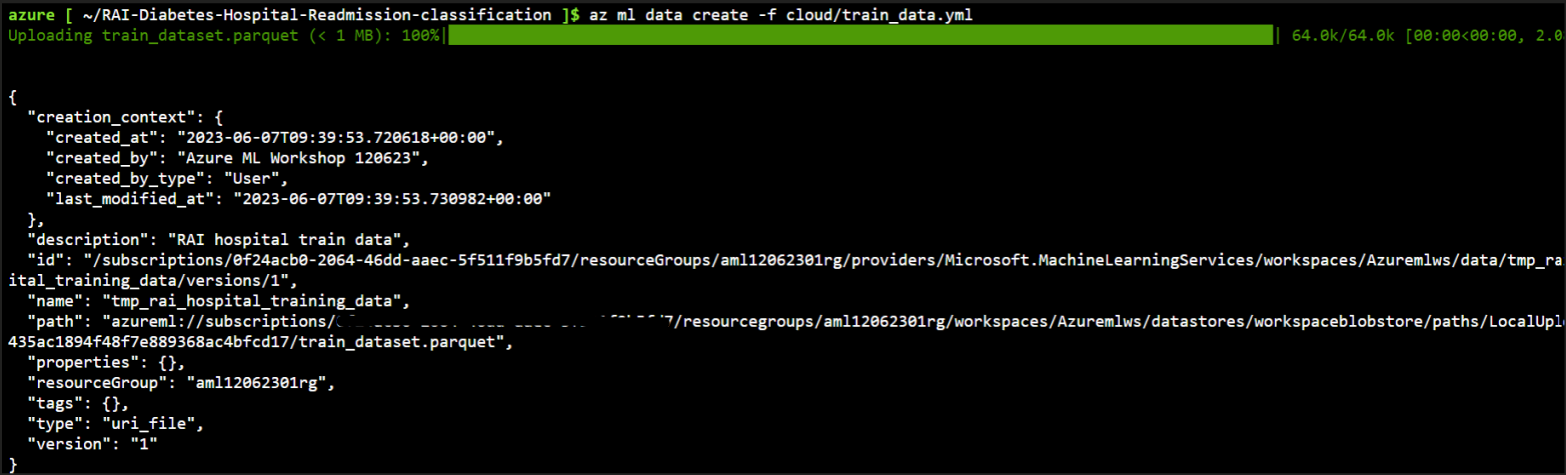 azure [ ~/RAI-Diabetes-Hospital-Readmission-classification ]$ az ml data create -f cloud/train_data.yml
Uploading train_dataset.parquet (< 1 MB): 100%| | 64.0k/64.0k [00:00<00:00, 2.0
{
  "creation_context": {
    "created_at": "2023-06-07T09:39:53.720618+00:00",
    "created_by": "Azure ML Workshop 120623",
    "created_by_type": "User",
    "last_modified_at": "2023-06-07T09:39:53.730982+00:00"
  },
  "description": "RAI hospital train data",
  "id": "/subscriptions/0f24acb0-2064-46dd-aaec-5f511f9b5fd7/resourceGroups/aml12062301rg/providers/Microsoft.MachineLearningServices/workspaces/Azuremlws/data/tmp_ra
ital_training_data/versions/1",
  "name": "tmp_rai_hospital_training_data",
  "path": "azureml://subscriptions/ /resourcegroups/aml12062301rg/workspaces/Azuremlws/datastores/workspaceblobstore/paths/LocalUpl
435ac1894f48f7e889368ac4bfcd17/train_dataset.parquet",
  "properties": {},
  "resourceGroup": "aml12062301rg",
  "tags": {},
  "type": "uri_file",
  "version": "1"
}